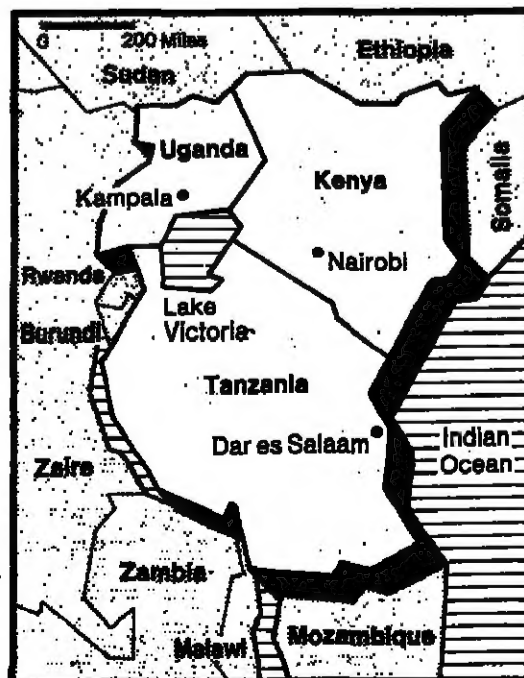 0 200 Miles
Ethiopia
Sudan
Uganda
Kenya
Somalia
Kampala
Nairobi
Rwanda
Lake
Victoria
Burundi
Tanzania
Dar es Salaam
Indian
Ocean
Zaire
Zambia
Malawi
Mozambique